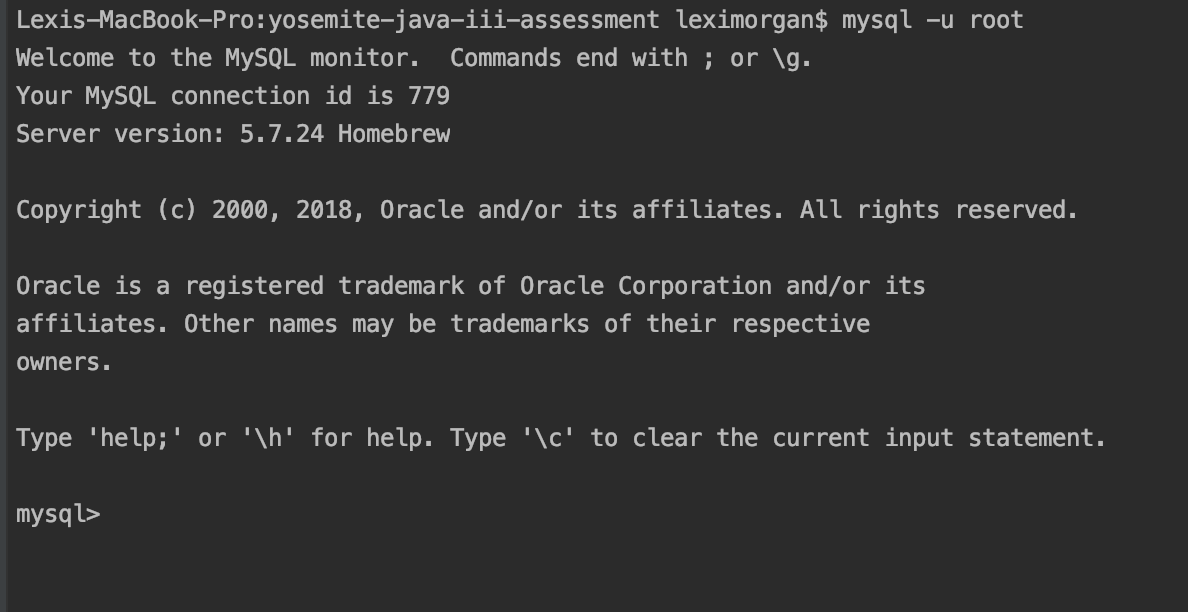 Lexis-MacBook-Pro:yosemite-java-iii-assessment leximorgan$ mysql -u root
Welcome to the MySQL monitor.  Commands end with ; or \g.
Your MySQL connection id is 779
Server version: 5.7.24 Homebrew
Copyright (c) 2000, 2018, Oracle and/or its affiliates. All rights reserved.
Oracle is a registered trademark of Oracle Corporation and/or its
affiliates. Other names may be trademarks of their respective
owners.
Type 'help;' or '\h' for help. Type '\c' to clear the current input statement.
mysql>